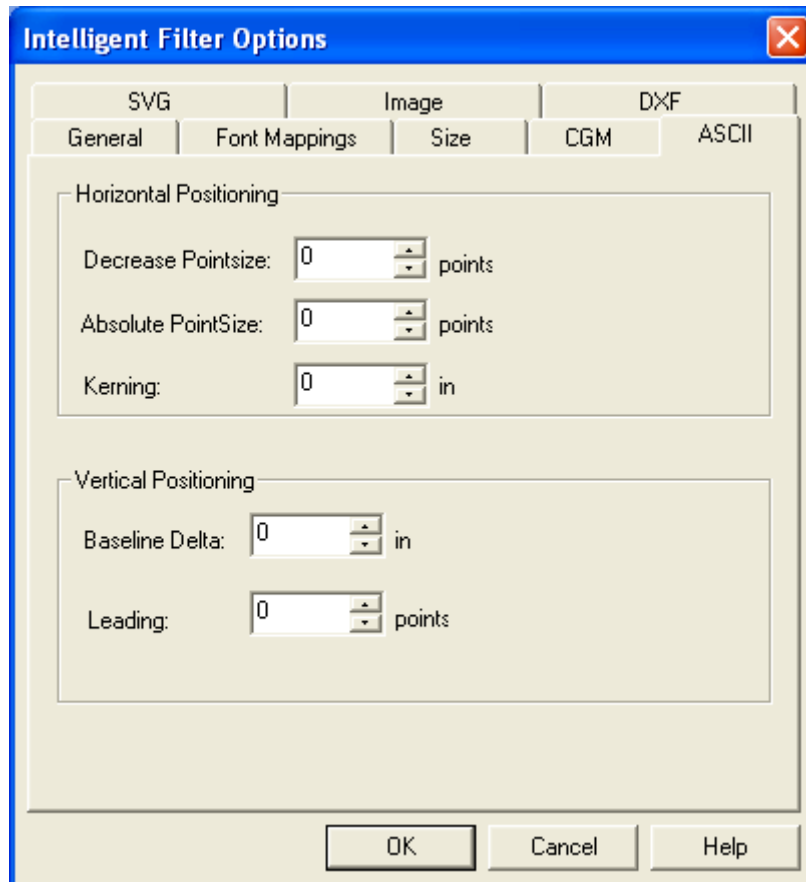 Intelligent Filter Options
SVG Image DXF
General Font Mappings Size CGM ASCII
Horizontal Positioning
Decrease Pointsize: 0 points
Absolute PointSize: 0 points
Kerning: 0 in
Vertical Positioning
Baseline Delta: 0 in
Leading: 0 points
OK Cancel Help